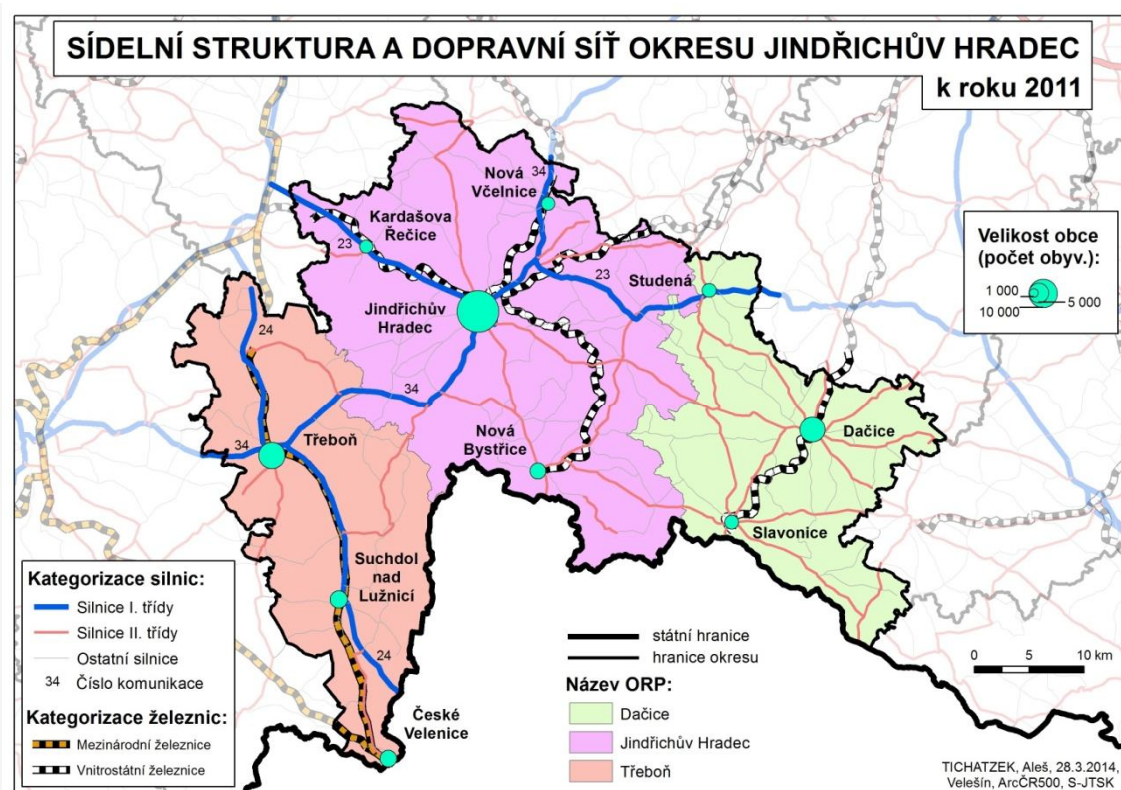 SÍDELNÍ STRUKTURA A DOPRAVNÍ SÍŤ OKRESU JINDŘICHŮV HRADEC
k roku 2011
Nová
Včelnice
34
Kardašova
Řečice
23
Velikost obce
(počet obyv.):
1 000
5 000
10 000
23
Studená
Jindřichův
Hradec
24
34
Třeboň
34
Nová
Bystřice
Dačice
Slavonice
Suchdol
nad
Lužnicí
24
České
Velenice
Kategorizace silnic:
Silnice I. třídy
Silnice II. třídy
Ostatní silnice
34 Číslo komunikace
Kategorizace železnic:
Mezinárodní železnice
Vnitrostátní železnice
státní hranice
hranice okresu
Název ORP:
Dačice
Jindřichův Hradec
Třeboň
0 5 10 km
TICHATZEK, Aleš, 28.3.2014,
Velešín, ArcČR500, S-JTSK